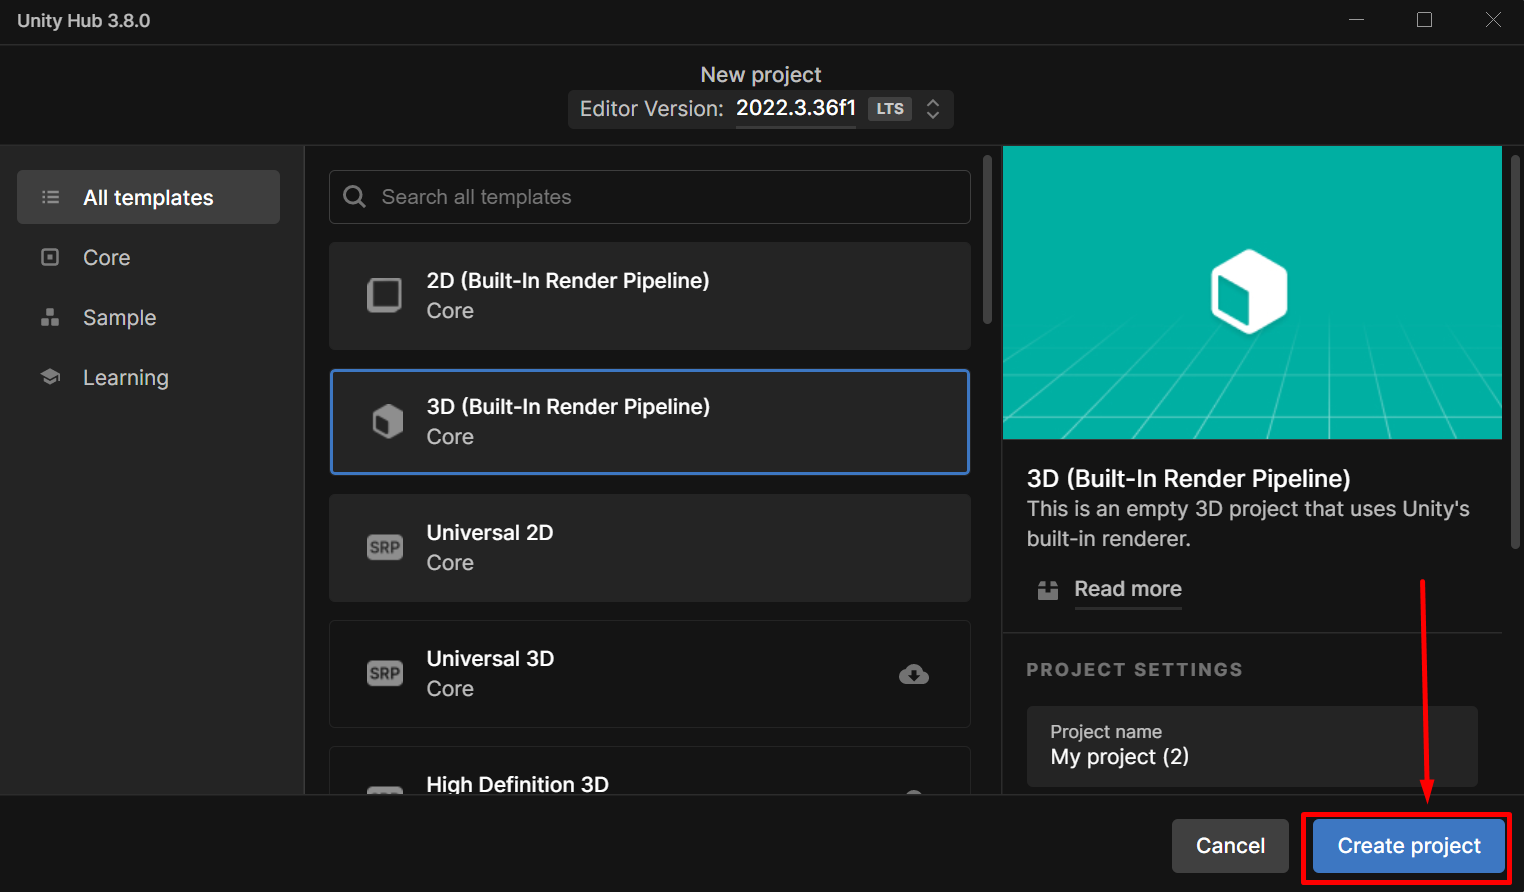 Unity Hub 3.8.0
New project
Editor Version: 2022.3.36f1 LTS
All templates
Core
Sample
Learning
Search all templates
2D (Built-In Render Pipeline)
Core
3D (Built-In Render Pipeline)
Core
SRP
Universal 2D
Core
SRP
Universal 3D
Core
High Definition 3D
3D (Built-In Render Pipeline)
This is an empty 3D project that uses Unity's
built-in renderer.
Read more
PROJECT SETTINGS
Project name
My project (2)
Cancel
Create project